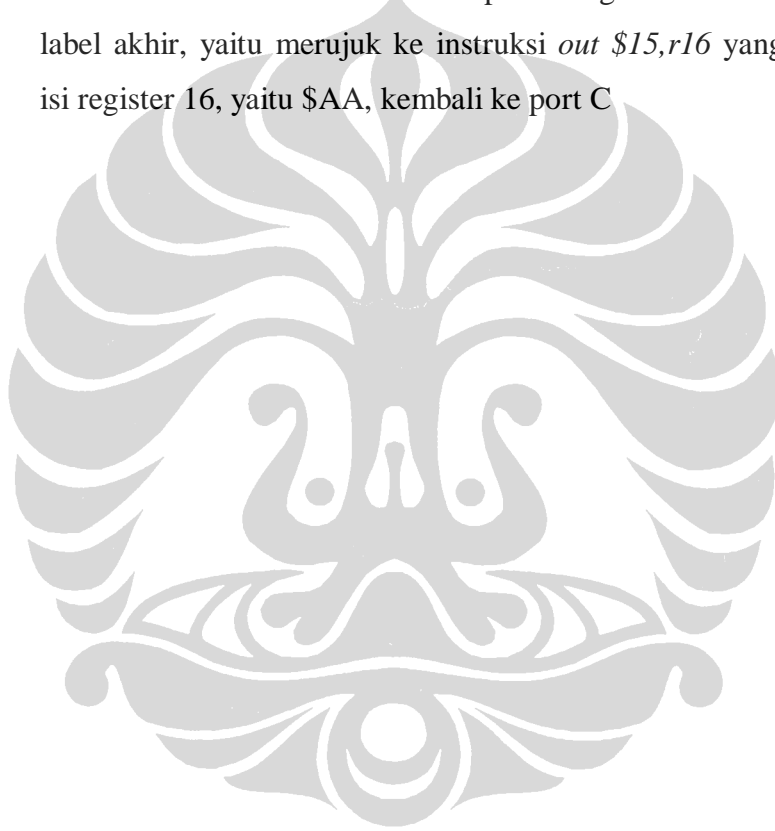 label akhir, yaitu merujuk ke instruksi out $15,r16 yang
isi register 16, yaitu $AA, kembali ke port C